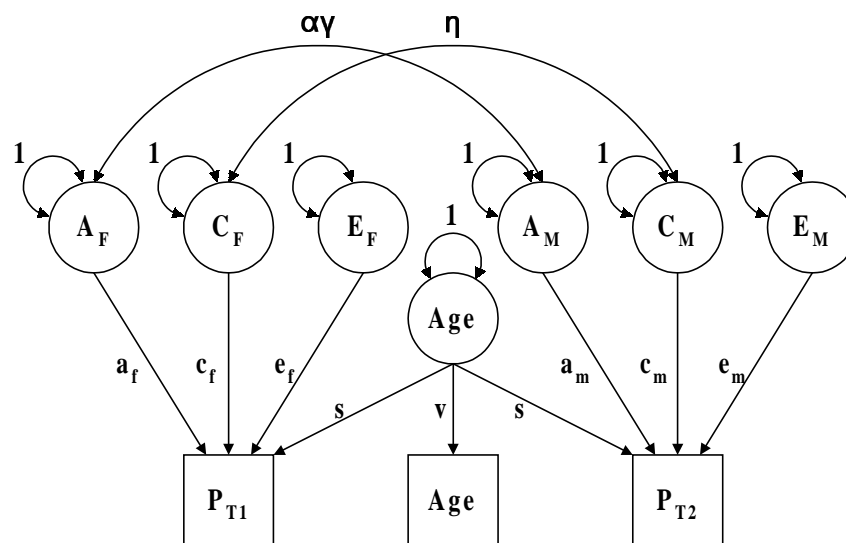 αγ η
1 1 1 1 1 1
A_F C_F E_F A_M C_M E_M
1
Age
a_f c_f e_f a_m c_m e_m
s v s
P_T1 Age P_T2